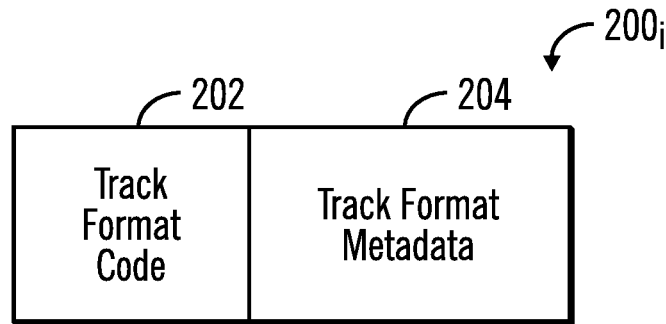 200i
202
204
Track
Format
Code
Track Format
Metadata